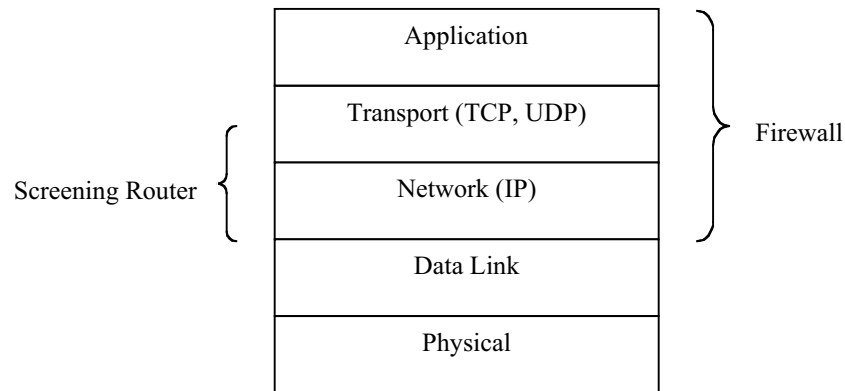 Application
Transport (TCP, UDP)
Firewall
Screening Router
Network (IP)
Data Link
Physical